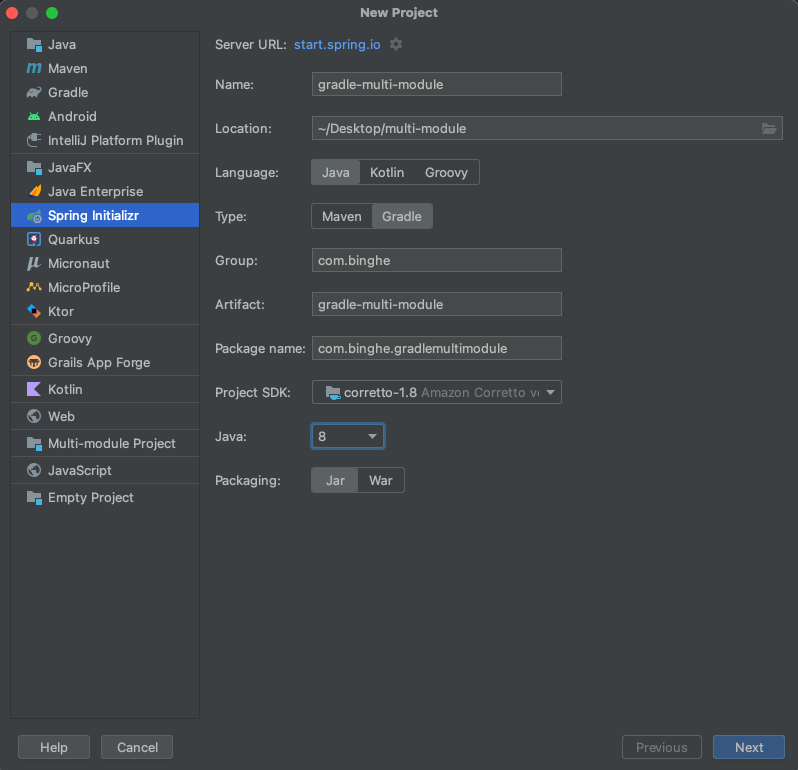 New Project
Java
Maven
Gradle
Android
IntelliJ Platform Plugin
JavaFX
Java Enterprise
Spring Initializr
Quarkus
Micronaut
MicroProfile
Ktor
Groovy
Grails App Forge
Kotlin
Web
Multi-module Project
JavaScript
Empty Project
Server URL: start.spring.io
Name: gradle-multi-module
Location: ~/Desktop/multi-module
Language: Java Kotlin Groovy
Type: Maven Gradle
Group: com.binghe
Artifact: gradle-multi-module
Package name: com.binghe.gradlemultimodule
Project SDK: corretto-1.8 Amazon Corretto
Java: 8
Packaging: Jar War
Help Cancel Previous Next